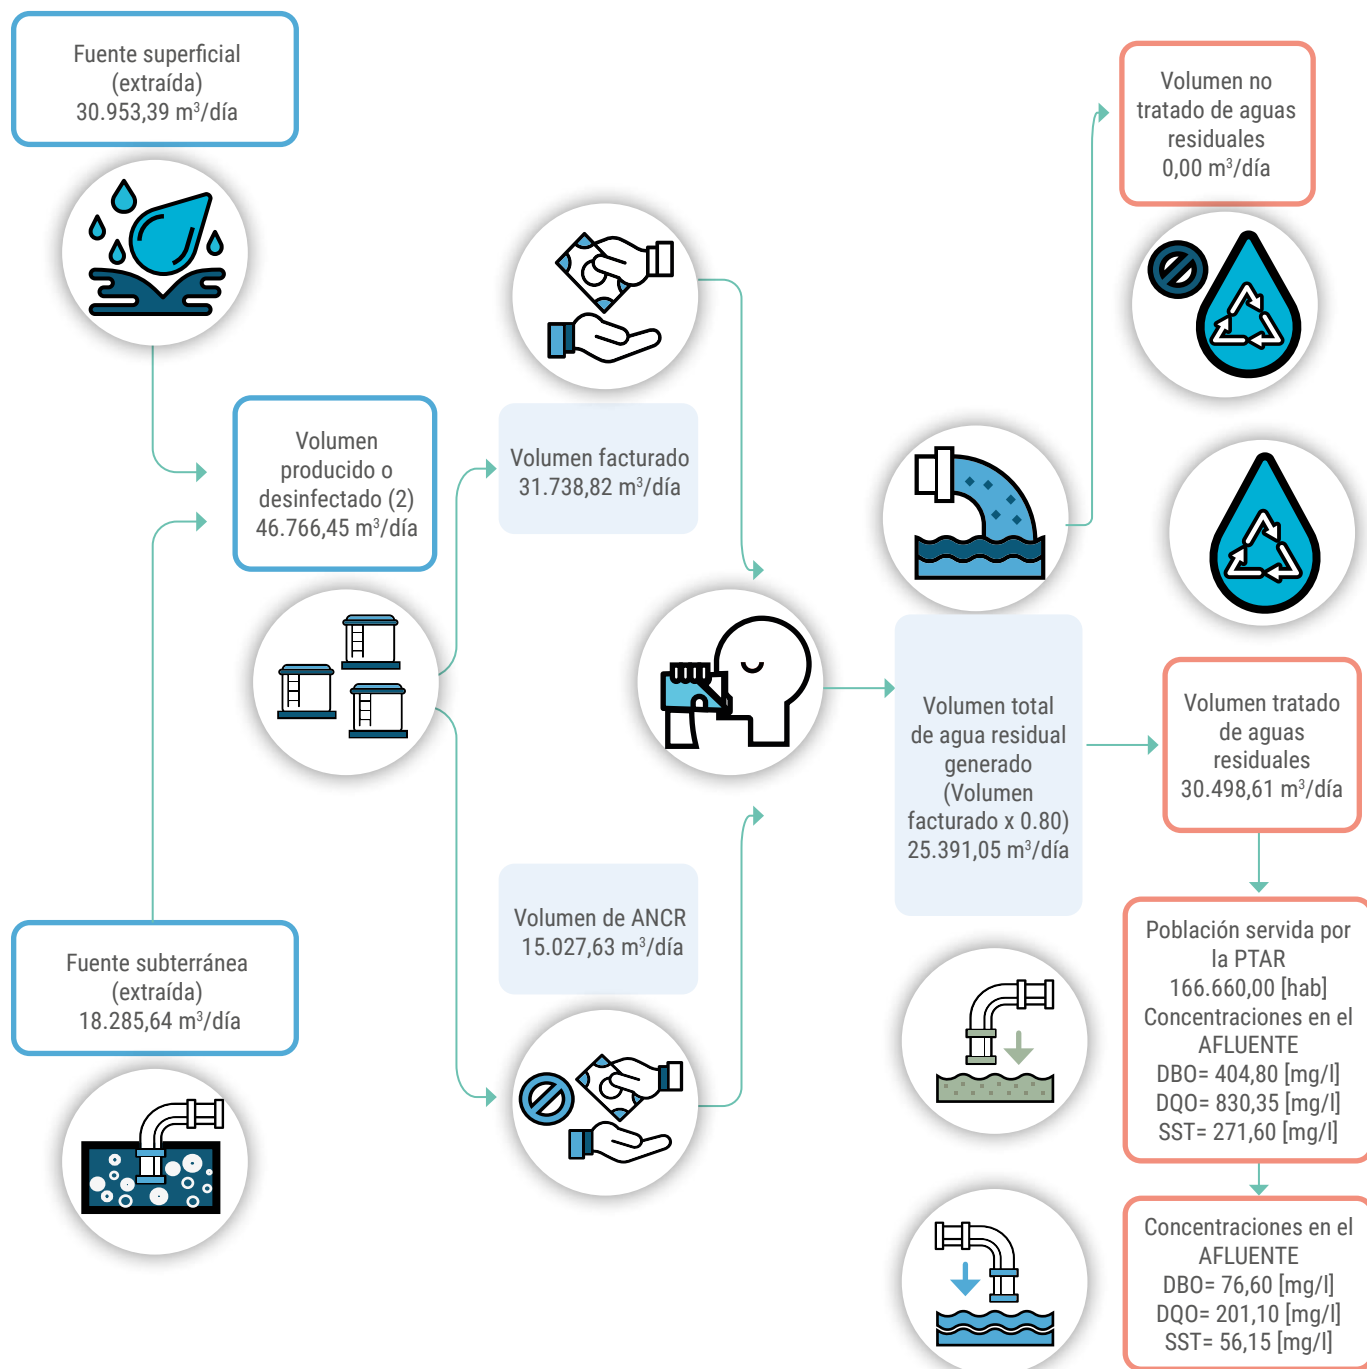 Fuente superficial
(extraída)
30.953,39 m³/día
Volumen no
tratado de aguas
residuales
0,00 m³/día
Volumen
producido o
desinfectado (2)
46.766,45 m³/día
Volumen facturado
31.738,82 m³/día
Volumen total
de agua residual
generado
(Volumen
facturado x 0.80)
25.391,05 m³/día
Volumen tratado
de aguas
residuales
30.498,61 m³/día
Volumen de ANCR
15.027,63 m³/día
Fuente subterránea
(extraída)
18.285,64 m³/día
Población servida por
la PTAR
166.660,00 [hab]
Concentraciones en el
AFLUENTE
DBO= 404,80 [mg/l]
DQO= 830,35 [mg/l]
SST= 271,60 [mg/l]
Concentraciones en el
AFLUENTE
DBO= 76,60 [mg/l]
DQO= 201,10 [mg/l]
SST= 56,15 [mg/l]